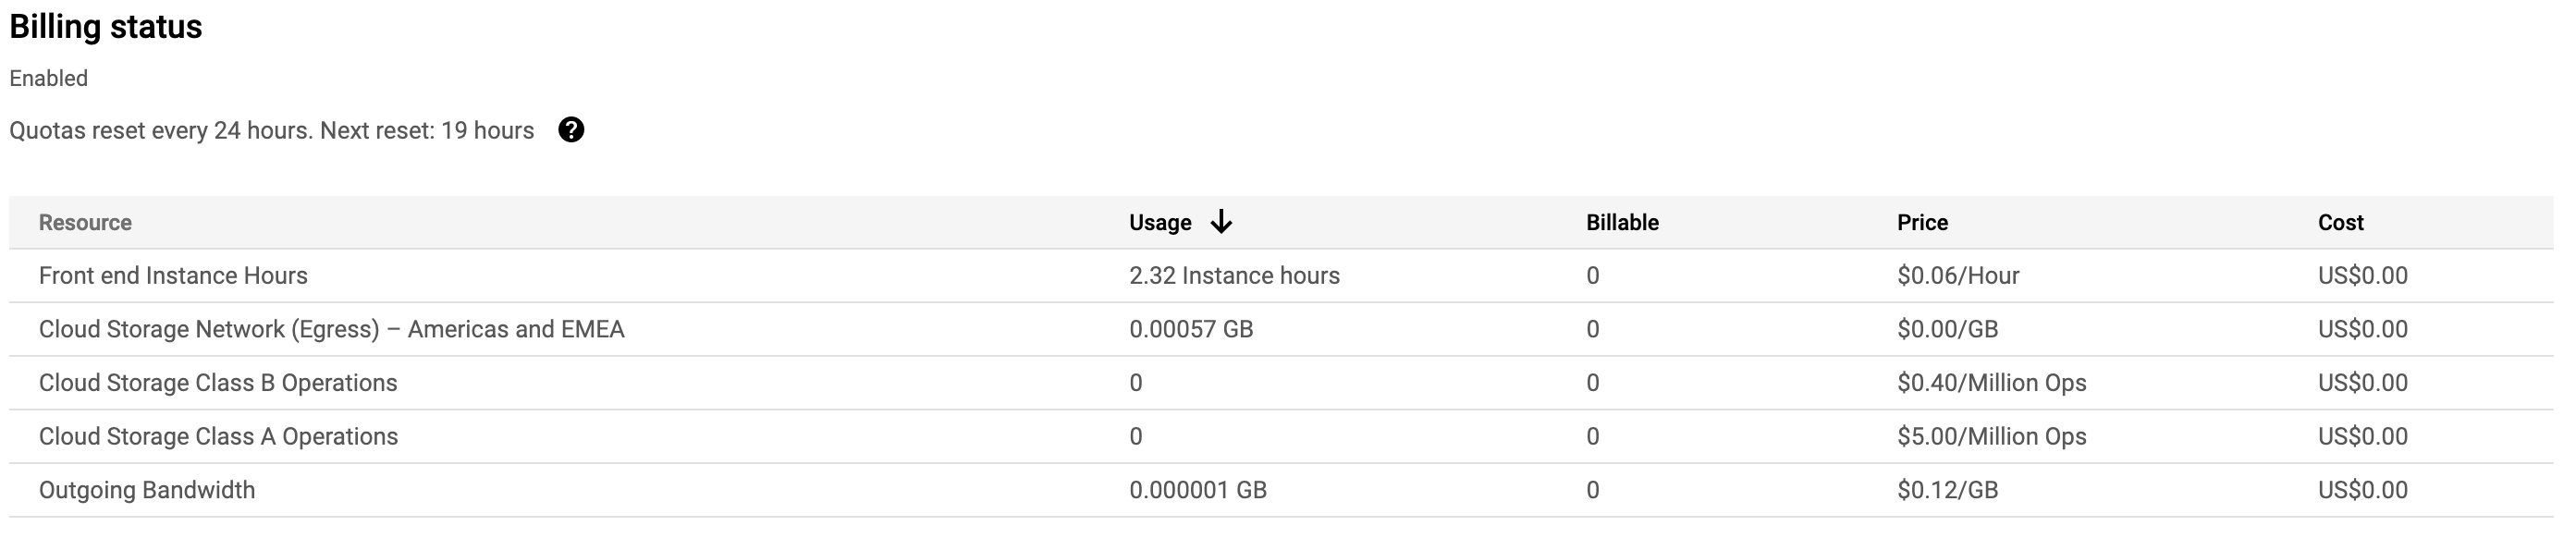 Billing status
Enabled
Quotas reset every 24 hours. Next reset: 19 hours ?
Resource Usage ↓ Billable Price Cost
Front end Instance Hours 2.32 Instance hours 0 $0.06/Hour US$0.00
Cloud Storage Network (Egress) – Americas and EMEA 0.00057 GB 0 $0.00/GB US$0.00
Cloud Storage Class B Operations 0 0 $0.40/Million Ops US$0.00
Cloud Storage Class A Operations 0 0 $5.00/Million Ops US$0.00
Outgoing Bandwidth 0.000001 GB 0 $0.12/GB US$0.00